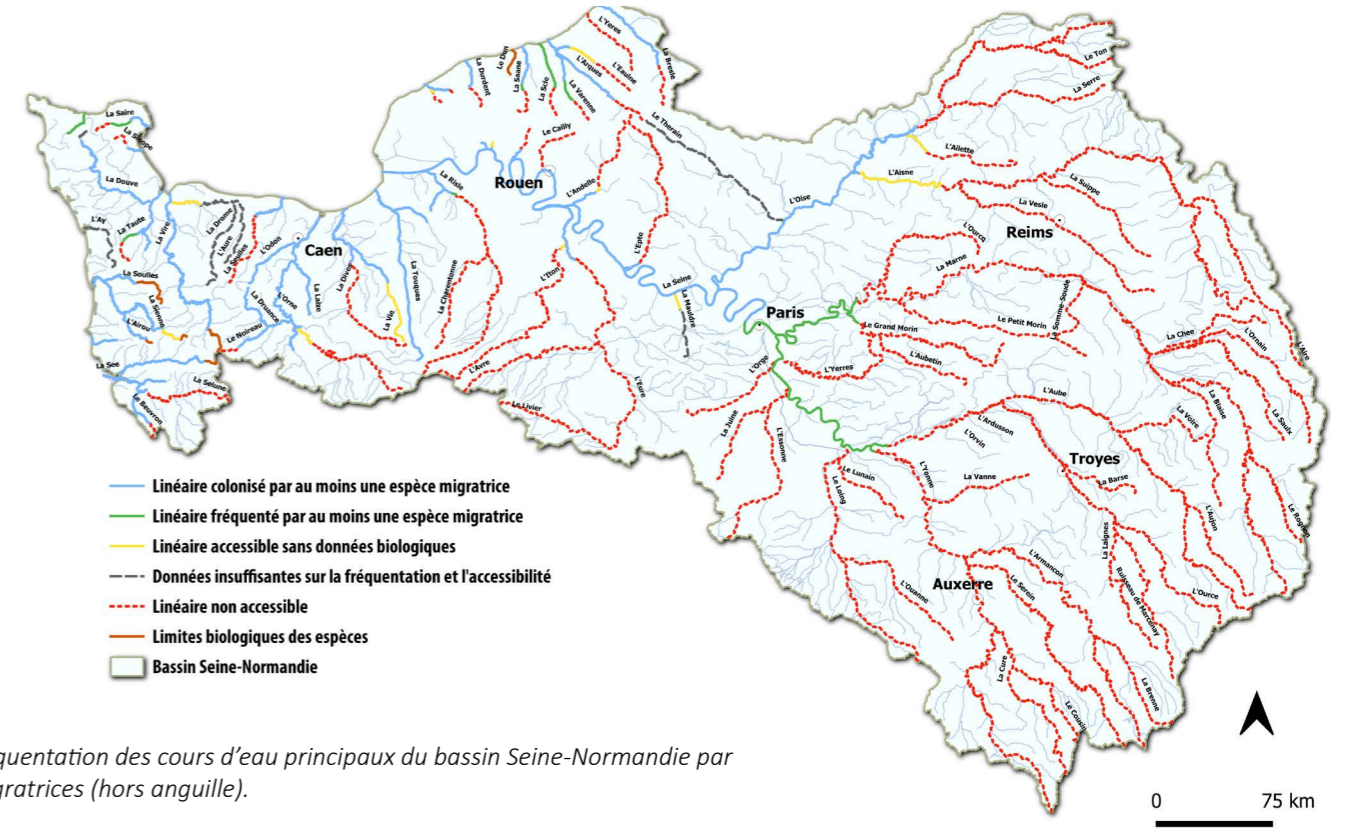 L'Yeres
La Bresle
Le Dun
La Saane
La Durdent
La Scie
L'Arques
L'Eaulne
La Varenne
Le Ton
La Serre
La Saire
La Sinope
Le Cailly
Le Therain
L'Ailette
L'Aisne
La Suippe
La Douve
Rouen
La Risle
L'Andelle
L'Oise
La Vesle
L'Ay
La Taute
La Vire
La Drome
L'Aure
La Seulles
L'Odon
Caen
L'Epte
Reims
L'Ourcq
La Marne
La Soulles
La Sienne
L'Airou
La Druance
L'Orne
La Laize
La Dives
La Vie
La Touques
La Charentonne
L'Iton
La Seine
La Mauldre
Paris
La Somme-Soude
Le Noireau
Le Petit Morin
Le Grand Morin
La Chee
L'Ornain
L'Aire
La See
La Selune
Le Beuvron
L'Avre
Le Livier
L'Eure
L'Orge
L'Yerres
L'Aubetin
La Juine
L'Essonne
L'Aube
L'Ardusson
L'Orvin
La Voire
La Blaise
La Saulx
Troyes
La Barse
Le Lunain
Le Loing
L'Yonne
La Vanne
L'Aujon
Le Rognon
La Laignes
Auxerre
L'Armancon
Le Serein
L'Ouanne
Ruisseau de Marcenay
L'Ource
La Cure
Le Cousin
La Brenne
Linéaire colonisé par au moins une espèce migratrice
Linéaire fréquenté par au moins une espèce migratrice
Linéaire accessible sans données biologiques
Données insuffisantes sur la fréquentation et l'accessibilité
Linéaire non accessible
Limites biologiques des espèces
Bassin Seine-Normandie
quentation des cours d'eau principaux du bassin Seine-Normandie par
gratrices (hors anguille).
0 75 km